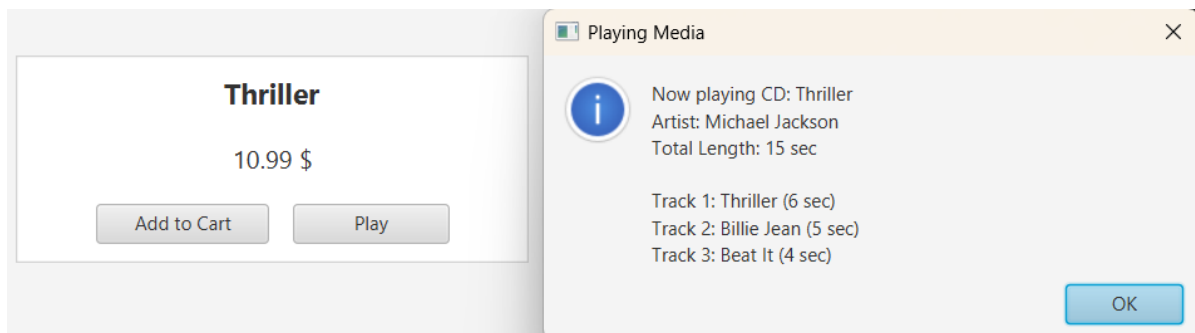 Thriller
10.99 $
Add to Cart
Play
Playing Media
Now playing CD: Thriller
Artist: Michael Jackson
Total Length: 15 sec
Track 1: Thriller (6 sec)
Track 2: Billie Jean (5 sec)
Track 3: Beat It (4 sec)
OK